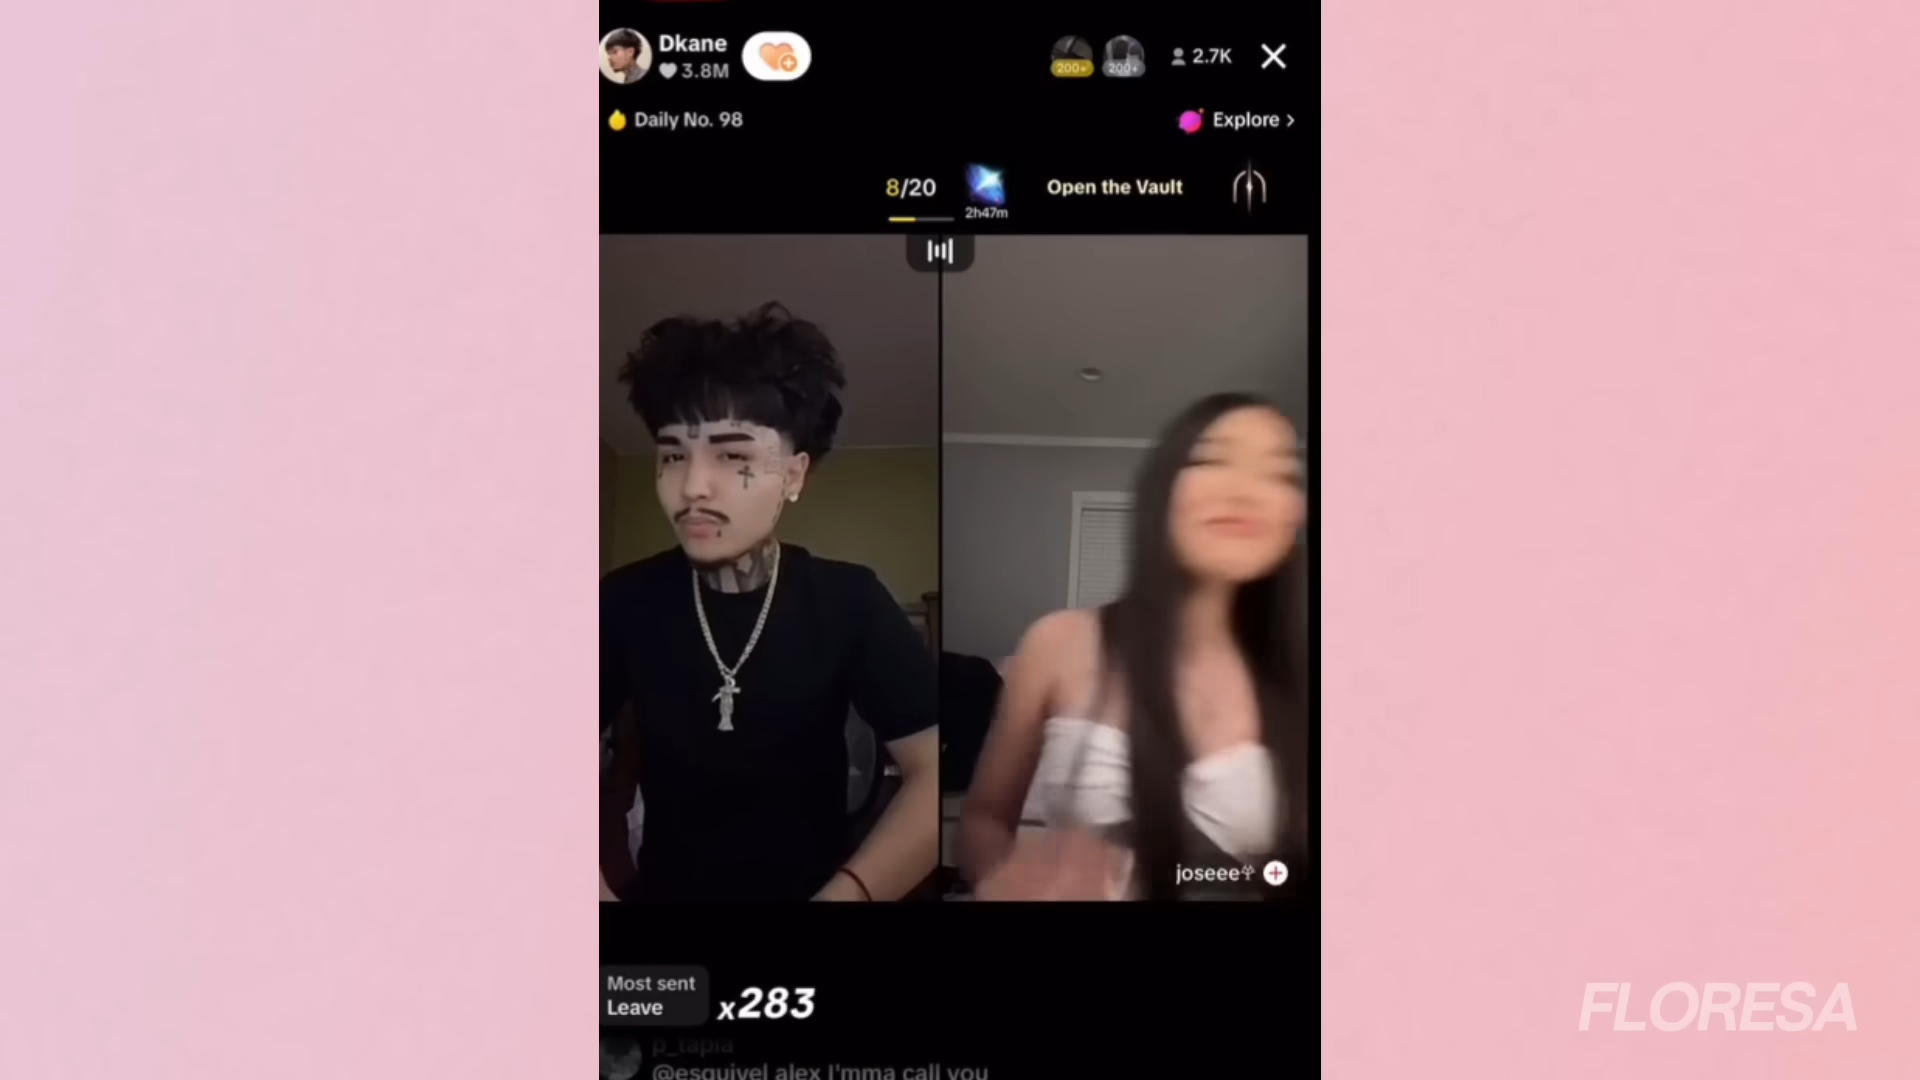 Dkane
3.8M
200+
200+
2.7K
Daily No. 98
Explore >
8/20
2h47m
Open the Vault
joseee
Most sent
Leave
x283
p_tapia
@esquivel alex I'mma call you
FLORESA